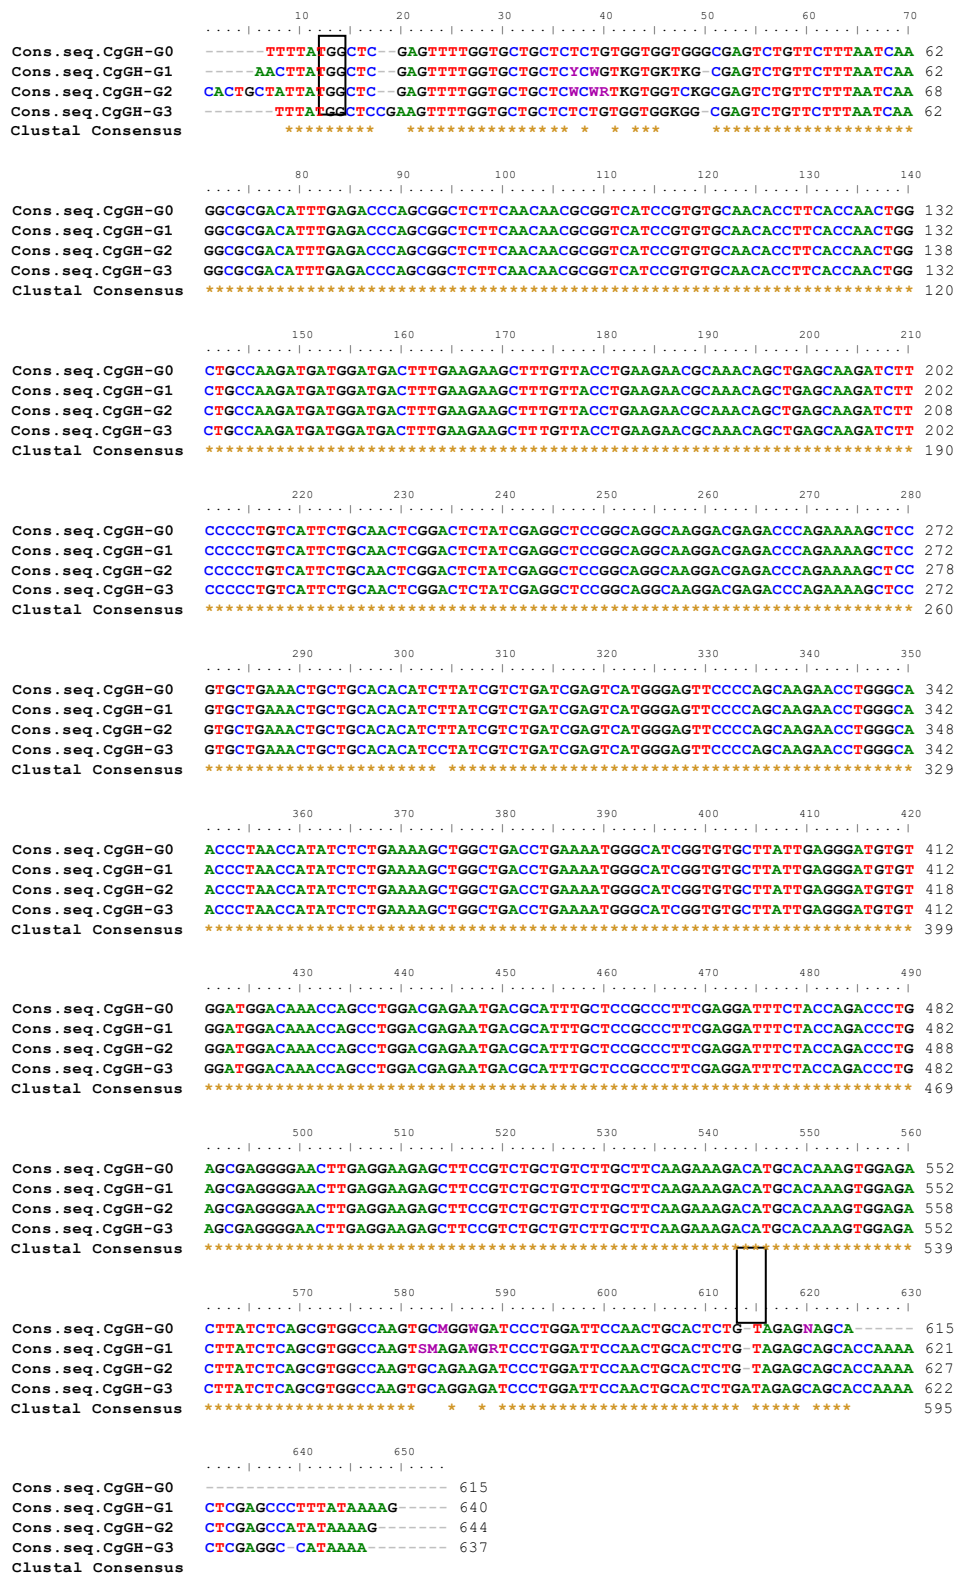 10 20 30 40 50 60 70
....|....|....|....|....|....|....|....|....|....|....|....|....|....|
Cons.seq.CgGH-G0 ------TTTTATGGCTC--GAGTTTTGGTGCTGCTCTCTGTGGTGGTGGGCGAGTCTGTTCTTTAATCAA 62
Cons.seq.CgGH-G1 -----AACTTATGGCTC--GAGTTTTGGTGCTGCTCYCWGTKGTGKTKG-CGAGTCTGTTCTTTAATCAA 62
Cons.seq.CgGH-G2 CACTGCTATTATGGCTC--GAGTTTTGGTGCTGCTCWCWRTKGTGGTCKGCGAGTCTGTTCTTTAATCAA 68
Cons.seq.CgGH-G3 -------TTTATGGCTCCGAAGTTTTGGTGCTGCTCTCTGTGGTGGKGG-CGAGTCTGTTCTTTAATCAA 62
Clustal Consensus ********* **************** * * *** ********************
80 90 100 110 120 130 140
....|....|....|....|....|....|....|....|....|....|....|....|....|....|
Cons.seq.CgGH-G0 GGCGCGACATTTGAGACCCAGCGGCTCTTCAACAACGCGGTCATCCGTGTGCAACACCTTCACCAACTGG 132
Cons.seq.CgGH-G1 GGCGCGACATTTGAGACCCAGCGGCTCTTCAACAACGCGGTCATCCGTGTGCAACACCTTCACCAACTGG 132
Cons.seq.CgGH-G2 GGCGCGACATTTGAGACCCAGCGGCTCTTCAACAACGCGGTCATCCGTGTGCAACACCTTCACCAACTGG 138
Cons.seq.CgGH-G3 GGCGCGACATTTGAGACCCAGCGGCTCTTCAACAACGCGGTCATCCGTGTGCAACACCTTCACCAACTGG 132
Clustal Consensus ********************************************************************** 120
150 160 170 180 190 200 210
....|....|....|....|....|....|....|....|....|....|....|....|....|....|
Cons.seq.CgGH-G0 CTGCCAAGATGATGGATGACTTTGAAGAAGCTTTGTTACCTGAAGAACGCAAACAGCTGAGCAAGATCTT 202
Cons.seq.CgGH-G1 CTGCCAAGATGATGGATGACTTTGAAGAAGCTTTGTTACCTGAAGAACGCAAACAGCTGAGCAAGATCTT 202
Cons.seq.CgGH-G2 CTGCCAAGATGATGGATGACTTTGAAGAAGCTTTGTTACCTGAAGAACGCAAACAGCTGAGCAAGATCTT 208
Cons.seq.CgGH-G3 CTGCCAAGATGATGGATGACTTTGAAGAAGCTTTGTTACCTGAAGAACGCAAACAGCTGAGCAAGATCTT 202
Clustal Consensus ********************************************************************** 190
220 230 240 250 260 270 280
....|....|....|....|....|....|....|....|....|....|....|....|....|....|
Cons.seq.CgGH-G0 CCCCCTGTCATTCTGCAACTCGGACTCTATCGAGGCTCCGGCAGGCAAGGACGAGACCCAGAAAAGCTCC 272
Cons.seq.CgGH-G1 CCCCCTGTCATTCTGCAACTCGGACTCTATCGAGGCTCCGGCAGGCAAGGACGAGACCCAGAAAAGCTCC 272
Cons.seq.CgGH-G2 CCCCCTGTCATTCTGCAACTCGGACTCTATCGAGGCTCCGGCAGGCAAGGACGAGACCCAGAAAAGCTCC 278
Cons.seq.CgGH-G3 CCCCCTGTCATTCTGCAACTCGGACTCTATCGAGGCTCCGGCAGGCAAGGACGAGACCCAGAAAAGCTCC 272
Clustal Consensus ********************************************************************** 260
290 300 310 320 330 340 350
....|....|....|....|....|....|....|....|....|....|....|....|....|....|
Cons.seq.CgGH-G0 GTGCTGAAACTGCTGCACACATCTTATCGTCTGATCGAGTCATGGGAGTTCCCCAGCAAGAACCTGGGCA 342
Cons.seq.CgGH-G1 GTGCTGAAACTGCTGCACACATCTTATCGTCTGATCGAGTCATGGGAGTTCCCCAGCAAGAACCTGGGCA 342
Cons.seq.CgGH-G2 GTGCTGAAACTGCTGCACACATCTTATCGTCTGATCGAGTCATGGGAGTTCCCCAGCAAGAACCTGGGCA 348
Cons.seq.CgGH-G3 GTGCTGAAACTGCTGCACACATCCTATCGTCTGATCGAGTCATGGGAGTTCCCCAGCAAGAACCTGGGCA 342
Clustal Consensus *********************** ********************************************** 329
360 370 380 390 400 410 420
....|....|....|....|....|....|....|....|....|....|....|....|....|....|
Cons.seq.CgGH-G0 ACCCTAACCATATCTCTGAAAAGCTGGCTGACCTGAAAATGGGCATCGGTGTGCTTATTGAGGGATGTGT 412
Cons.seq.CgGH-G1 ACCCTAACCATATCTCTGAAAAGCTGGCTGACCTGAAAATGGGCATCGGTGTGCTTATTGAGGGATGTGT 412
Cons.seq.CgGH-G2 ACCCTAACCATATCTCTGAAAAGCTGGCTGACCTGAAAATGGGCATCGGTGTGCTTATTGAGGGATGTGT 418
Cons.seq.CgGH-G3 ACCCTAACCATATCTCTGAAAAGCTGGCTGACCTGAAAATGGGCATCGGTGTGCTTATTGAGGGATGTGT 412
Clustal Consensus ********************************************************************** 399
430 440 450 460 470 480 490
....|....|....|....|....|....|....|....|....|....|....|....|....|....|
Cons.seq.CgGH-G0 GGATGGACAAACCAGCCTGGACGAGAATGACGCATTTGCTCCGCCCTTCGAGGATTTCTACCAGACCCTG 482
Cons.seq.CgGH-G1 GGATGGACAAACCAGCCTGGACGAGAATGACGCATTTGCTCCGCCCTTCGAGGATTTCTACCAGACCCTG 482
Cons.seq.CgGH-G2 GGATGGACAAACCAGCCTGGACGAGAATGACGCATTTGCTCCGCCCTTCGAGGATTTCTACCAGACCCTG 488
Cons.seq.CgGH-G3 GGATGGACAAACCAGCCTGGACGAGAATGACGCATTTGCTCCGCCCTTCGAGGATTTCTACCAGACCCTG 482
Clustal Consensus ********************************************************************** 469
500 510 520 530 540 550 560
....|....|....|....|....|....|....|....|....|....|....|....|....|....|
Cons.seq.CgGH-G0 AGCGAGGGGAACTTGAGGAAGAGCTTCCGTCTGCTGTCTTGCTTCAAGAAAGACATGCACAAAGTGGAGA 552
Cons.seq.CgGH-G1 AGCGAGGGGAACTTGAGGAAGAGCTTCCGTCTGCTGTCTTGCTTCAAGAAAGACATGCACAAAGTGGAGA 552
Cons.seq.CgGH-G2 AGCGAGGGGAACTTGAGGAAGAGCTTCCGTCTGCTGTCTTGCTTCAAGAAAGACATGCACAAAGTGGAGA 558
Cons.seq.CgGH-G3 AGCGAGGGGAACTTGAGGAAGAGCTTCCGTCTGCTGTCTTGCTTCAAGAAAGACATGCACAAAGTGGAGA 552
Clustal Consensus ********************************************************************** 539
570 580 590 600 610 620 630
....|....|....|....|....|....|....|....|....|....|....|....|....|....|
Cons.seq.CgGH-G0 CTTATCTCAGCGTGGCCAAGTGCMGGWGATCCCTGGATTCCAACTGCACTCTG-TAGAGNAGCA------ 615
Cons.seq.CgGH-G1 CTTATCTCAGCGTGGCCAAGTSMAGAWGRTCCCTGGATTCCAACTGCACTCTG-TAGAGCAGCACCAAAA 621
Cons.seq.CgGH-G2 CTTATCTCAGCGTGGCCAAGTGCAGAAGATCCCTGGATTCCAACTGCACTCTG-TAGAGCAGCACCAAAA 627
Cons.seq.CgGH-G3 CTTATCTCAGCGTGGCCAAGTGCAGGAGATCCCTGGATTCCAACTGCACTCTGATAGAGCAGCACCAAAA 622
Clustal Consensus ********************* * * ************************ ***** **** 595
640 650
....|....|....|....|....
Cons.seq.CgGH-G0 ------------------------ 615
Cons.seq.CgGH-G1 CTCGAGCCCTTTATAAAAG----- 640
Cons.seq.CgGH-G2 CTCGAGCCATATAAAAG------- 644
Cons.seq.CgGH-G3 CTCGAGGC-CATAAAA-------- 637
Clustal Consensus